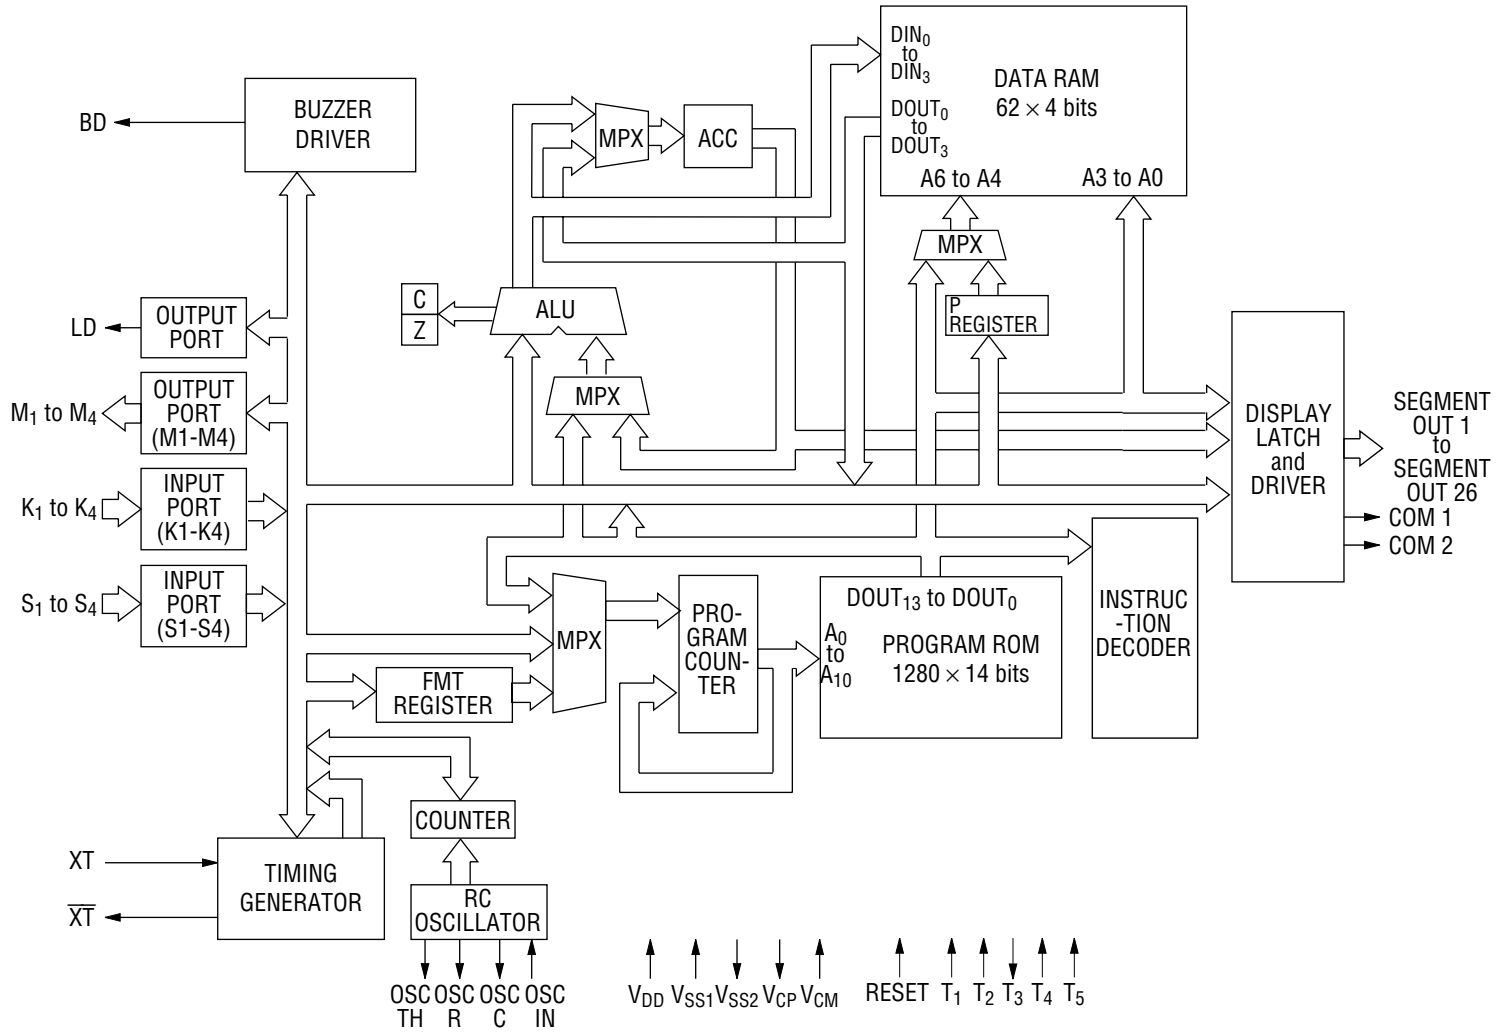 BD
BUZZER
DRIVER
LD
OUTPUT
PORT
M1 to M4
OUTPUT
PORT
(M1-M4)
K1 to K4
INPUT
PORT
(K1-K4)
S1 to S4
INPUT
PORT
(S1-S4)
XT
X̅T̅
TIMING
GENERATOR
MPX
ACC
C
Z
ALU
MPX
DIN0
to
DIN3
DOUT0
to
DOUT3
DATA RAM
62 × 4 bits
A6 to A4
A3 to A0
MPX
P
REGISTER
DISPLAY
LATCH
and
DRIVER
SEGMENT
OUT 1
to
SEGMENT
OUT 26
COM 1
COM 2
MPX
FMT
REGISTER
PRO-
GRAM
COUN-
TER
DOUT13 to DOUT0
A0
to
A10
PROGRAM ROM
1280 × 14 bits
INSTRUC
-TION
DECODER
COUNTER
RC
OSCILLATOR
OSC OSC OSC OSC
TH R C IN
VDD VSS1 VSS2 VCP VCM
RESET T1 T2 T3 T4 T5